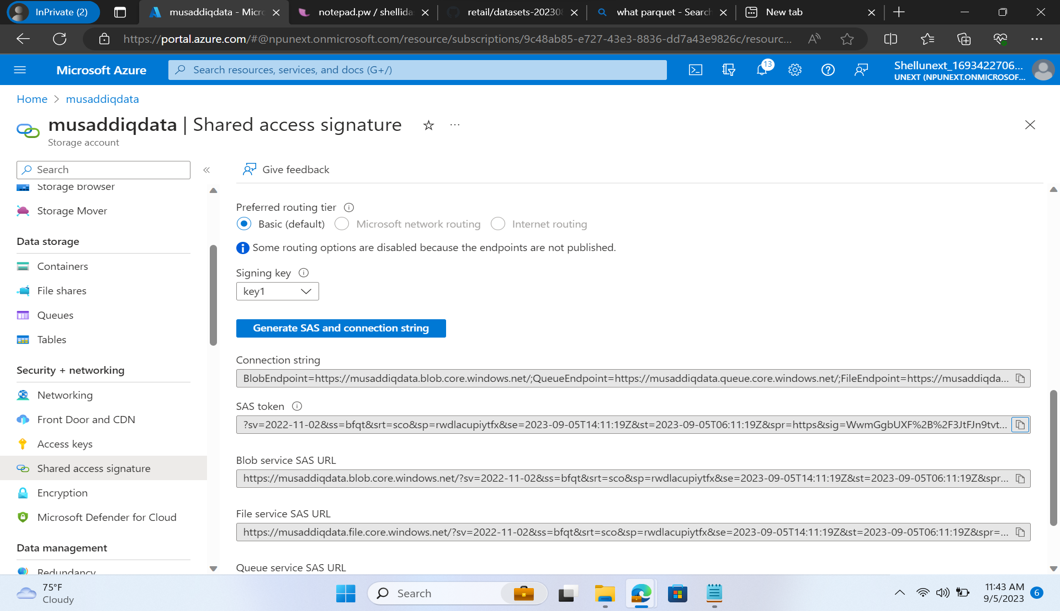 InPrivate (2)
musaddiqdata - Micr
notepad.pw / shellida
retail/datasets-20230
what parquet - Search
New tab
https://portal.azure.com/#@npunext.onmicrosoft.com/resource/subscriptions/9c48ab85-e727-43e3-8836-dd7a43e9826c/resourc...
Microsoft Azure
Search resources, services, and docs (G+/)
13
Shellunext_1693422706...
UNEXT (NPUNEXT.ONMICROSOF...
Home > musaddiqdata
musaddiqdata | Shared access signature
Storage account
Search
Give feedback
Storage browser
Storage Mover
Data storage
Containers
File shares
Queues
Tables
Security + networking
Networking
Front Door and CDN
Access keys
Shared access signature
Encryption
Microsoft Defender for Cloud
Data management
Redundancy
Preferred routing tier
Basic (default)
Microsoft network routing
Internet routing
Some routing options are disabled because the endpoints are not published.
Signing key
key1
Generate SAS and connection string
Connection string
BlobEndpoint=https://musaddiqdata.blob.core.windows.net/;QueueEndpoint=https://musaddiqdata.queue.core.windows.net/;FileEndpoint=https://musaddiqda...
SAS token
?sv=2022-11-02&ss=bfqt&srt=sco&sp=rwdlacupiytfx&se=2023-09-05T14:11:19Z&st=2023-09-05T06:11:19Z&spr=https&sig=WwmGgbUXF%2B%2F3JtFJn9tvt...
Blob service SAS URL
https://musaddiqdata.blob.core.windows.net/?sv=2022-11-02&ss=bfqt&srt=sco&sp=rwdlacupiytfx&se=2023-09-05T14:11:19Z&st=2023-09-05T06:11:19Z&spr...
File service SAS URL
https://musaddiqdata.file.core.windows.net/?sv=2022-11-02&ss=bfqt&srt=sco&sp=rwdlacupiytfx&se=2023-09-05T14:11:19Z&st=2023-09-05T06:11:19Z&spr=...
Queue service SAS URL
75°F
Cloudy
Search
11:43 AM
9/5/2023
6